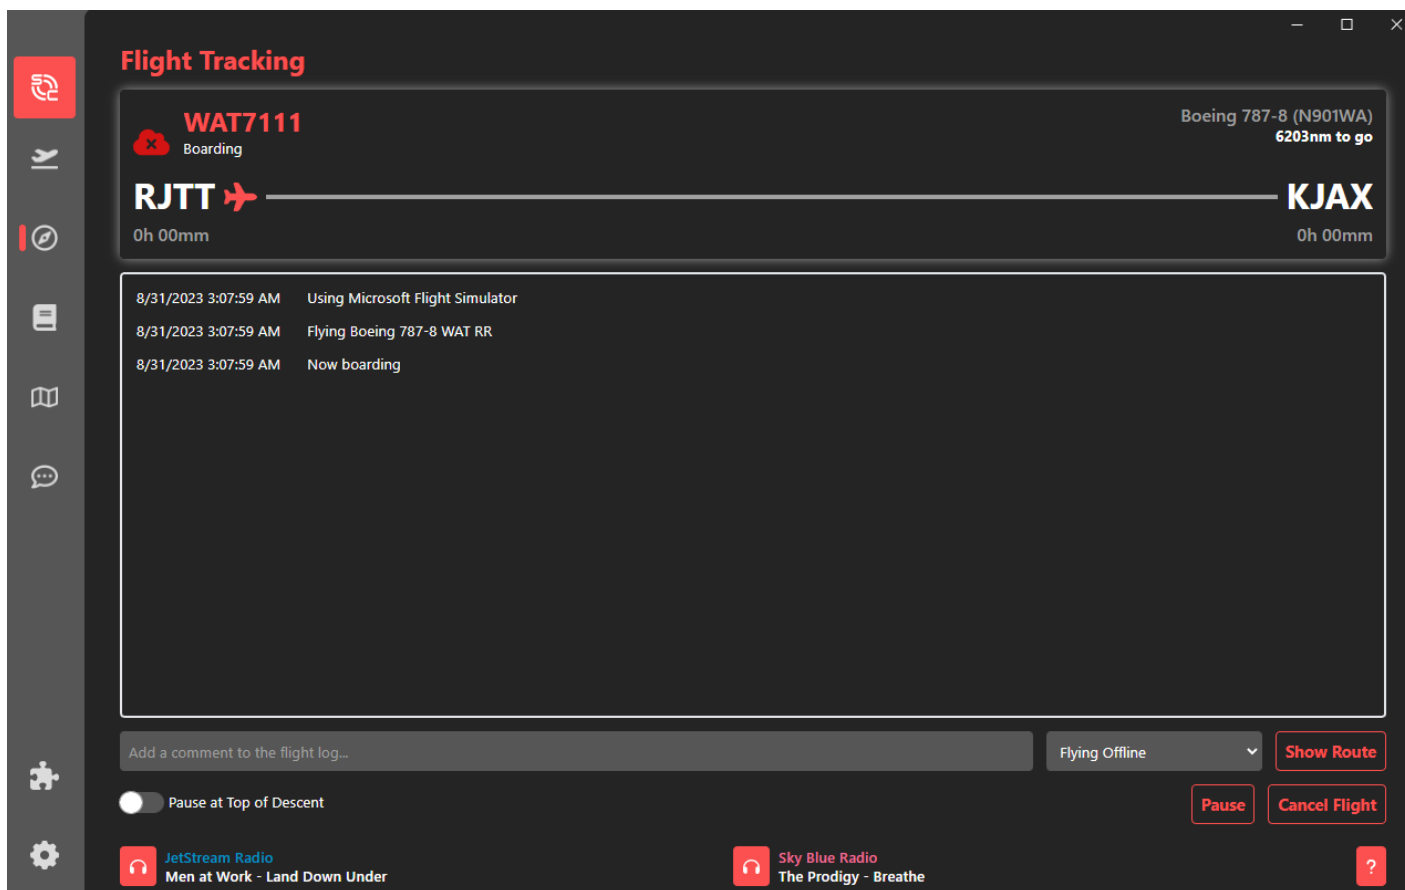 Flight Tracking
WAT7111
Boarding
Boeing 787-8 (N901WA)
6203nm to go
RJTT
KJAX
0h 00mm
0h 00mm
8/31/2023 3:07:59 AM Using Microsoft Flight Simulator
8/31/2023 3:07:59 AM Flying Boeing 787-8 WAT RR
8/31/2023 3:07:59 AM Now boarding
Add a comment to the flight log...
Flying Offline
Show Route
Pause at Top of Descent
Pause
Cancel Flight
JetStream Radio
Men at Work - Land Down Under
Sky Blue Radio
The Prodigy - Breathe
?